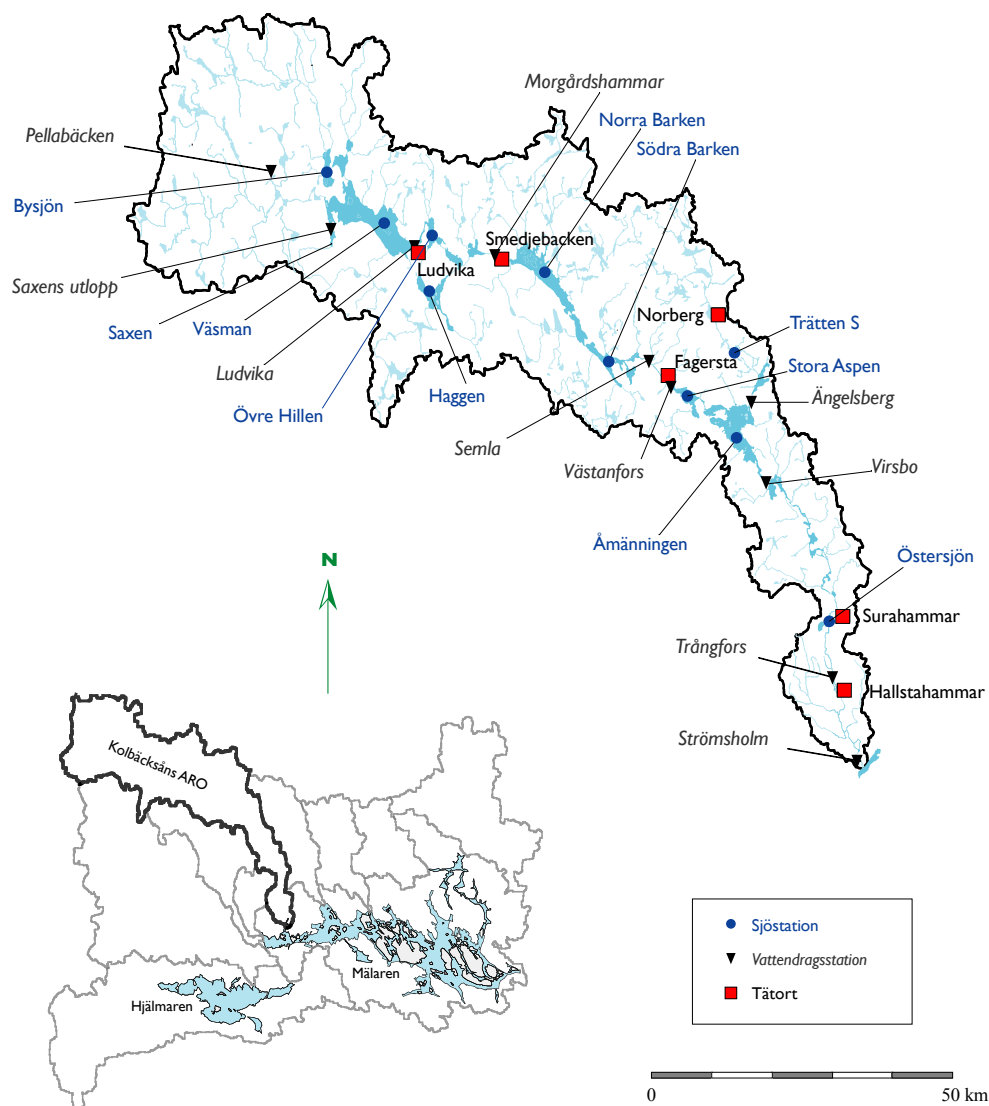 Morgårdshammar
Norra Barken
Pellabäcken
Södra Barken
Bysjön
Smedjebacken
Saxens utlopp
Ludvika
Norberg
Saxen
Väsman
Trätten S
Ludvika
Fagersta
Stora Aspen
Övre Hillen
Haggen
Ängelsberg
Semla
Västanfors
Virsbo
Åmänningen
N
Östersjön
Surahammar
Trångfors
Hallstahammar
Strömsholm
Kolbäcksåns ARO
Mälaren
Hjälmaren
Sjöstation
Vattendragsstation
Tätort
0
50 km